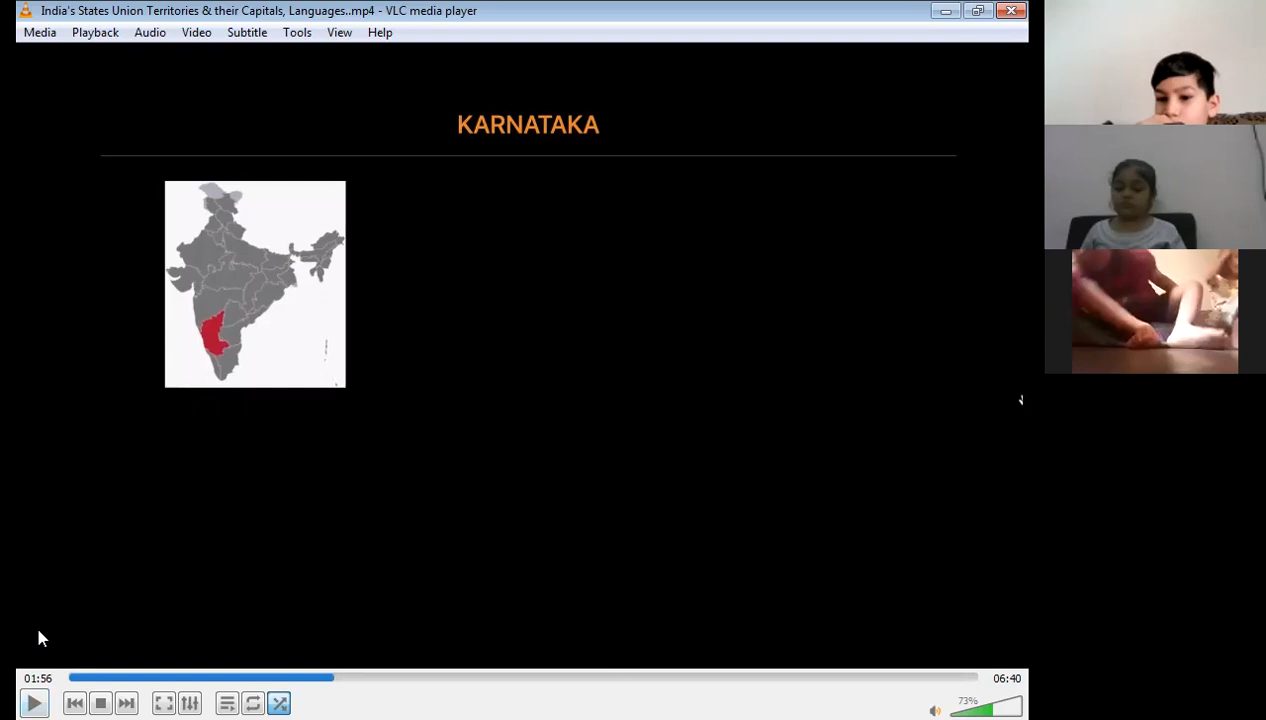 India's States Union Territories & their Capitals, Languages..mp4 - VLC media player
Media Playback Audio Video Subtitle Tools View Help
KARNATAKA
01:56
06:40
73%